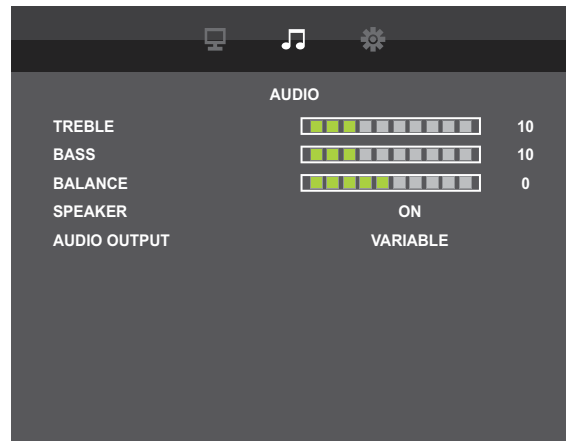 AUDIO
TREBLE 10
BASS 10
BALANCE 0
SPEAKER ON
AUDIO OUTPUT VARIABLE